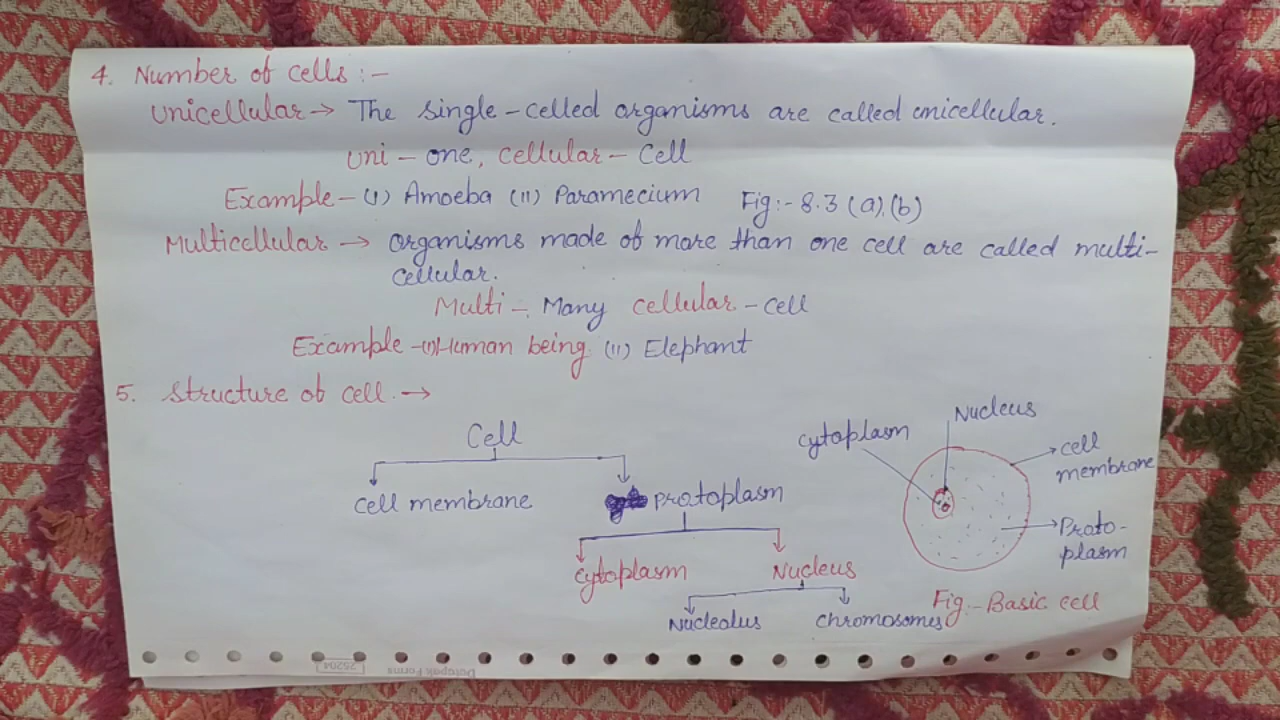 4. Number of cells :-
Unicellular → The single-celled organisms are called unicellular.
Uni - one, cellular - cell
Example - (I) Amoeba (II) Paramecium Fig:- 8.3 (a), (b)
Multicellular → organisms made of more than one cell are called multi-
cellular.
Multi - Many cellular - cell
Example - (I) Human being (II) Elephant
5. Structure of cell. →
Cell
cell membrane
protoplasm
cytoplasm
Nucleus
Nucleolus
chromosomes
Nucleus
cytoplasm
cell
membrane
Proto-
plasm
Fig:- Basic cell
25204
Datapak Forms